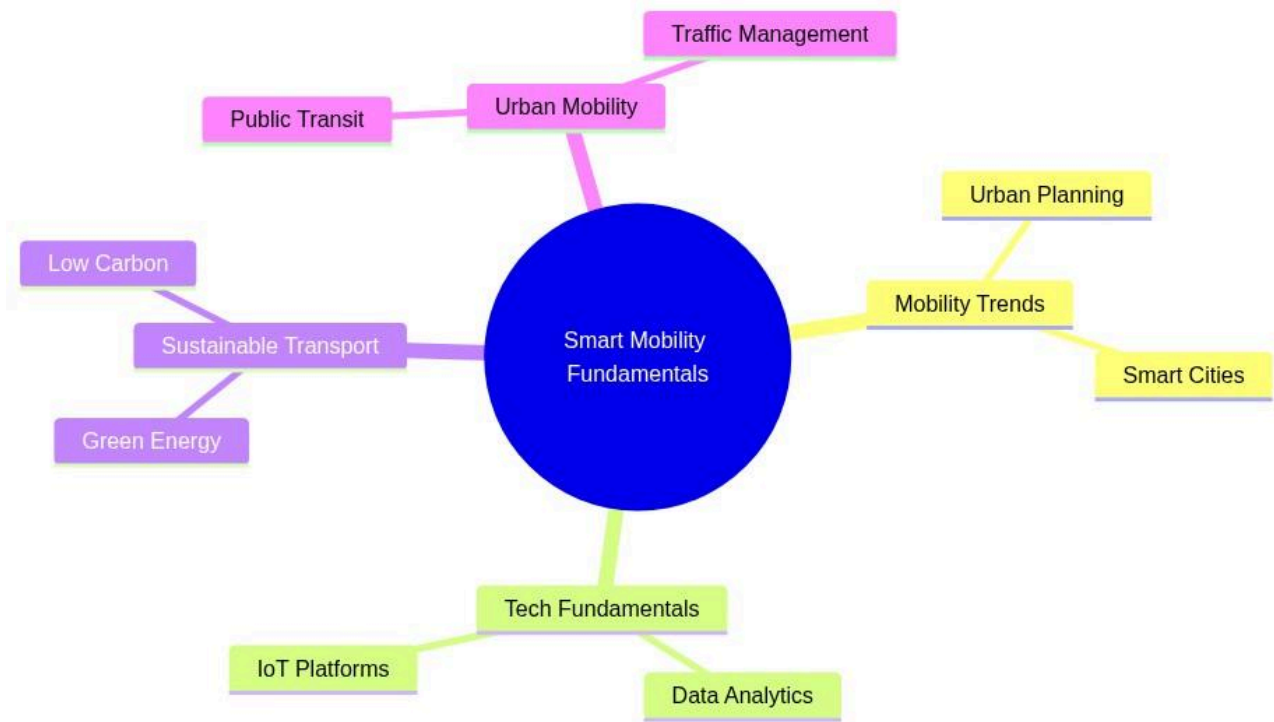 Traffic Management
Urban Mobility
Public Transit
Urban Planning
Low Carbon
Mobility Trends
Sustainable Transport
Smart Mobility
Fundamentals
Smart Cities
Green Energy
Tech Fundamentals
IoT Platforms
Data Analytics